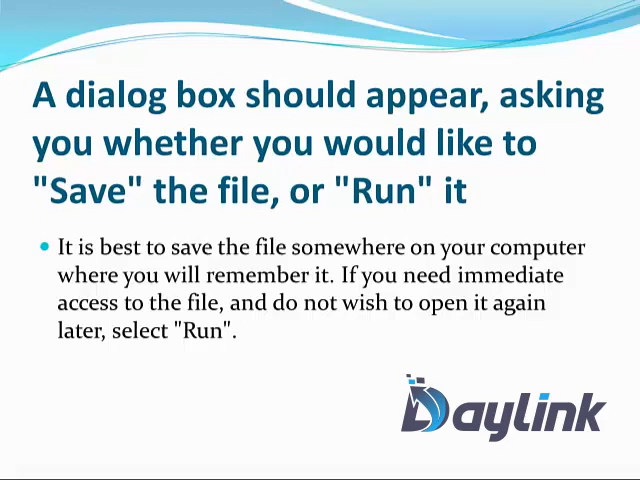 A dialog box should appear, asking
you whether you would like to
"Save" the file, or "Run" it
• It is best to save the file somewhere on your computer
where you will remember it. If you need immediate
access to the file, and do not wish to open it again
later, select "Run".
Daylink